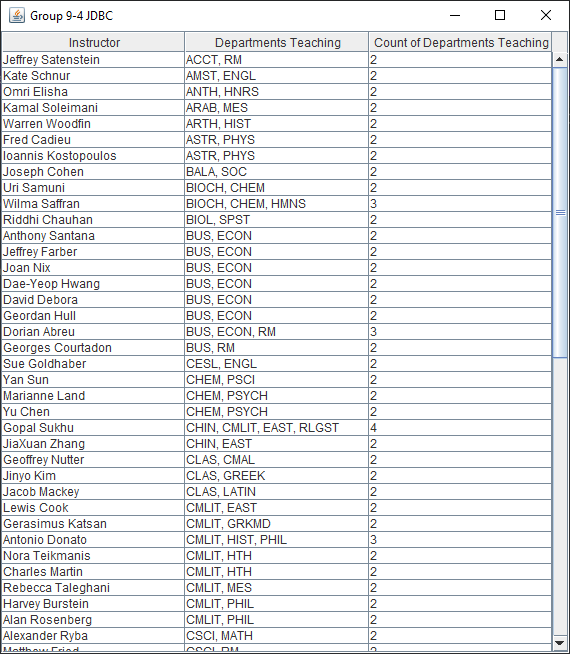 Group 9-4 JDBC
Instructor Departments Teaching Count of Departments Teaching
Jeffrey Satenstein ACCT, RM 2
Kate Schnur AMST, ENGL 2
Omri Elisha ANTH, HNRS 2
Kamal Soleimani ARAB, MES 2
Warren Woodfin ARTH, HIST 2
Fred Cadieu ASTR, PHYS 2
Ioannis Kostopoulos ASTR, PHYS 2
Joseph Cohen BALA, SOC 2
Uri Samuni BIOCH, CHEM 2
Wilma Saffran BIOCH, CHEM, HMNS 3
Riddhi Chauhan BIOL, SPST 2
Anthony Santana BUS, ECON 2
Jeffrey Farber BUS, ECON 2
Joan Nix BUS, ECON 2
Dae-Yeop Hwang BUS, ECON 2
David Debora BUS, ECON 2
Geordan Hull BUS, ECON 2
Dorian Abreu BUS, ECON, RM 3
Georges Courtadon BUS, RM 2
Sue Goldhaber CESL, ENGL 2
Yan Sun CHEM, PSCI 2
Marianne Land CHEM, PSYCH 2
Yu Chen CHEM, PSYCH 2
Gopal Sukhu CHIN, CMLIT, EAST, RLGST 4
JiaXuan Zhang CHIN, EAST 2
Geoffrey Nutter CLAS, CMAL 2
Jinyo Kim CLAS, GREEK 2
Jacob Mackey CLAS, LATIN 2
Lewis Cook CMLIT, EAST 2
Gerasimus Katsan CMLIT, GRKMD 2
Antonio Donato CMLIT, HIST, PHIL 3
Nora Teikmanis CMLIT, HTH 2
Charles Martin CMLIT, HTH 2
Rebecca Taleghani CMLIT, MES 2
Harvey Burstein CMLIT, PHIL 2
Alan Rosenberg CMLIT, PHIL 2
Alexander Ryba CSCI, MATH 2
Matthew Fried CSCI, RM 2